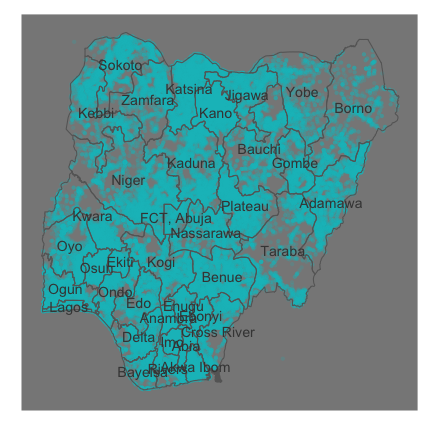 Sokoto
Katsina
Jigawa
Yobe
Zamfara
Borno
Kebbi
Kano
Bauchi
Kaduna
Gombe
Niger
Adamawa
Plateau
Kwara
FCT, Abuja
Nassarawa
Oyo
Taraba
Ekiti
Kogi
Osun
Benue
Ogun
Ondo
Edo
Enugu
Lagos
Anambra
Ebonyi
Cross River
Delta
Imo
Abia
Bayelsa
Rivers
Akwa Ibom